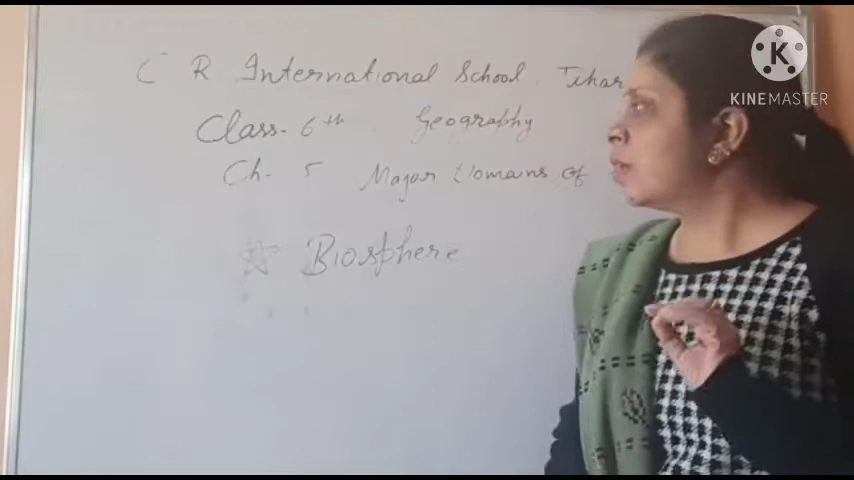 C R International School. Tihar
Class- 6th Geography
Ch. 5 Major Domains of
Biosphere
K
KINEMASTER